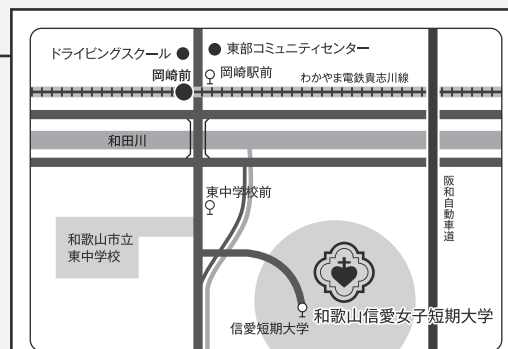 ドライビングスクール
東部コミュニティセンター
岡崎前
岡崎駅前
わかやま電鉄貴志川線
和田川
東中学校前
阪和自動車道
和歌山市立
東中学校
信愛短期大学
和歌山信愛女子短期大学